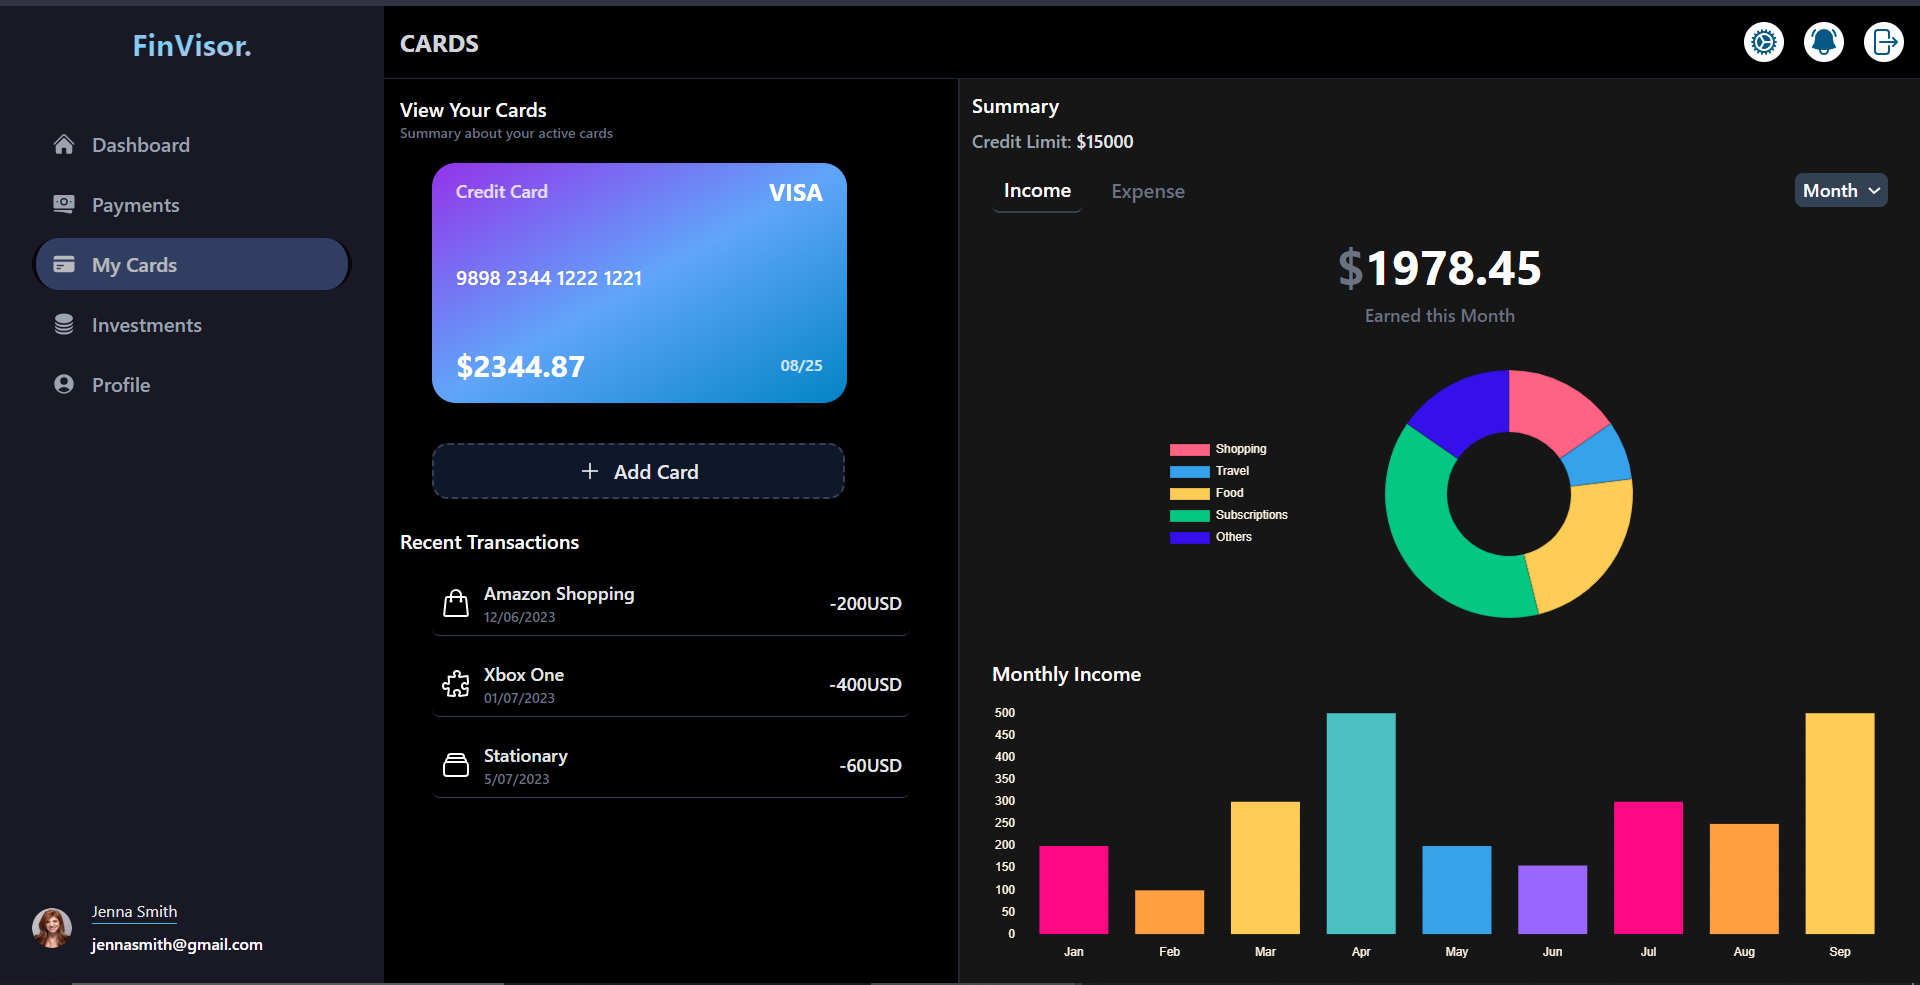 FinVisor.
Dashboard
Payments
My Cards
Investments
Profile
Jenna Smith
jennasmith@gmail.com
CARDS
View Your Cards
Summary about your active cards
Credit Card VISA
9898 2344 1222 1221
$2344.87 08/25
+ Add Card
Recent Transactions
Amazon Shopping
12/06/2023
-200USD
Xbox One
01/07/2023
-400USD
Stationary
5/07/2023
-60USD
Summary
Credit Limit: $15000
Income Expense Month
$1978.45
Earned this Month
Shopping
Travel
Food
Subscriptions
Others
Monthly Income
500
450
400
350
300
250
200
150
100
50
0
Jan Feb Mar Apr May Jun Jul Aug Sep